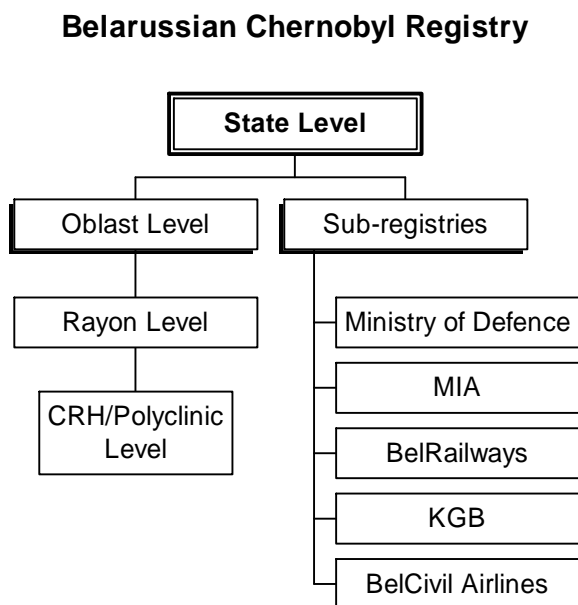 Belarussian Chernobyl Registry
State Level
Oblast Level
Sub-registries
Rayon Level
Ministry of Defence
CRH/Polyclinic
Level
MIA
BelRailways
KGB
BelCivil Airlines